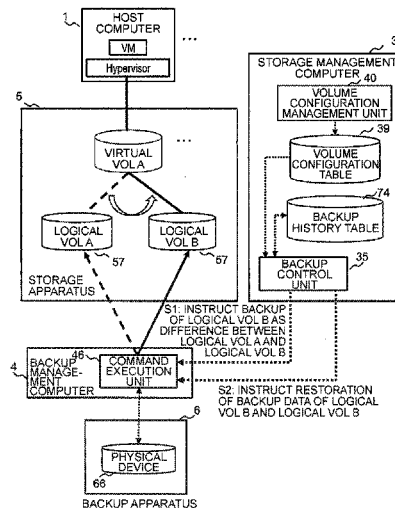 1
HOST
COMPUTER
VM
Hypervisor
...
3
STORAGE MANAGEMENT
COMPUTER
40
VOLUME
CONFIGURATION
MANAGEMENT UNIT
39
VOLUME
CONFIGURATION
TABLE
74
BACKUP
HISTORY TABLE
35
BACKUP
CONTROL
UNIT
5
VIRTUAL
VOL A
...
LOGICAL
VOL A
57
LOGICAL
VOL B
57
STORAGE
APPARATUS
S1: INSTRUCT BACKUP
OF LOGICAL VOL B AS
DIFFERENCE BETWEEN
LOGICAL VOL A AND
LOGICAL VOL B
4
BACKUP
MANAGE-
MENT
COMPUTER
46
COMMAND
EXECUTION
UNIT
S2: INSTRUCT RESTORATION
OF BACKUP DATA OF LOGICAL
VOL B AND LOGICAL VOL B
6
PHYSICAL
DEVICE
66
BACKUP APPARATUS